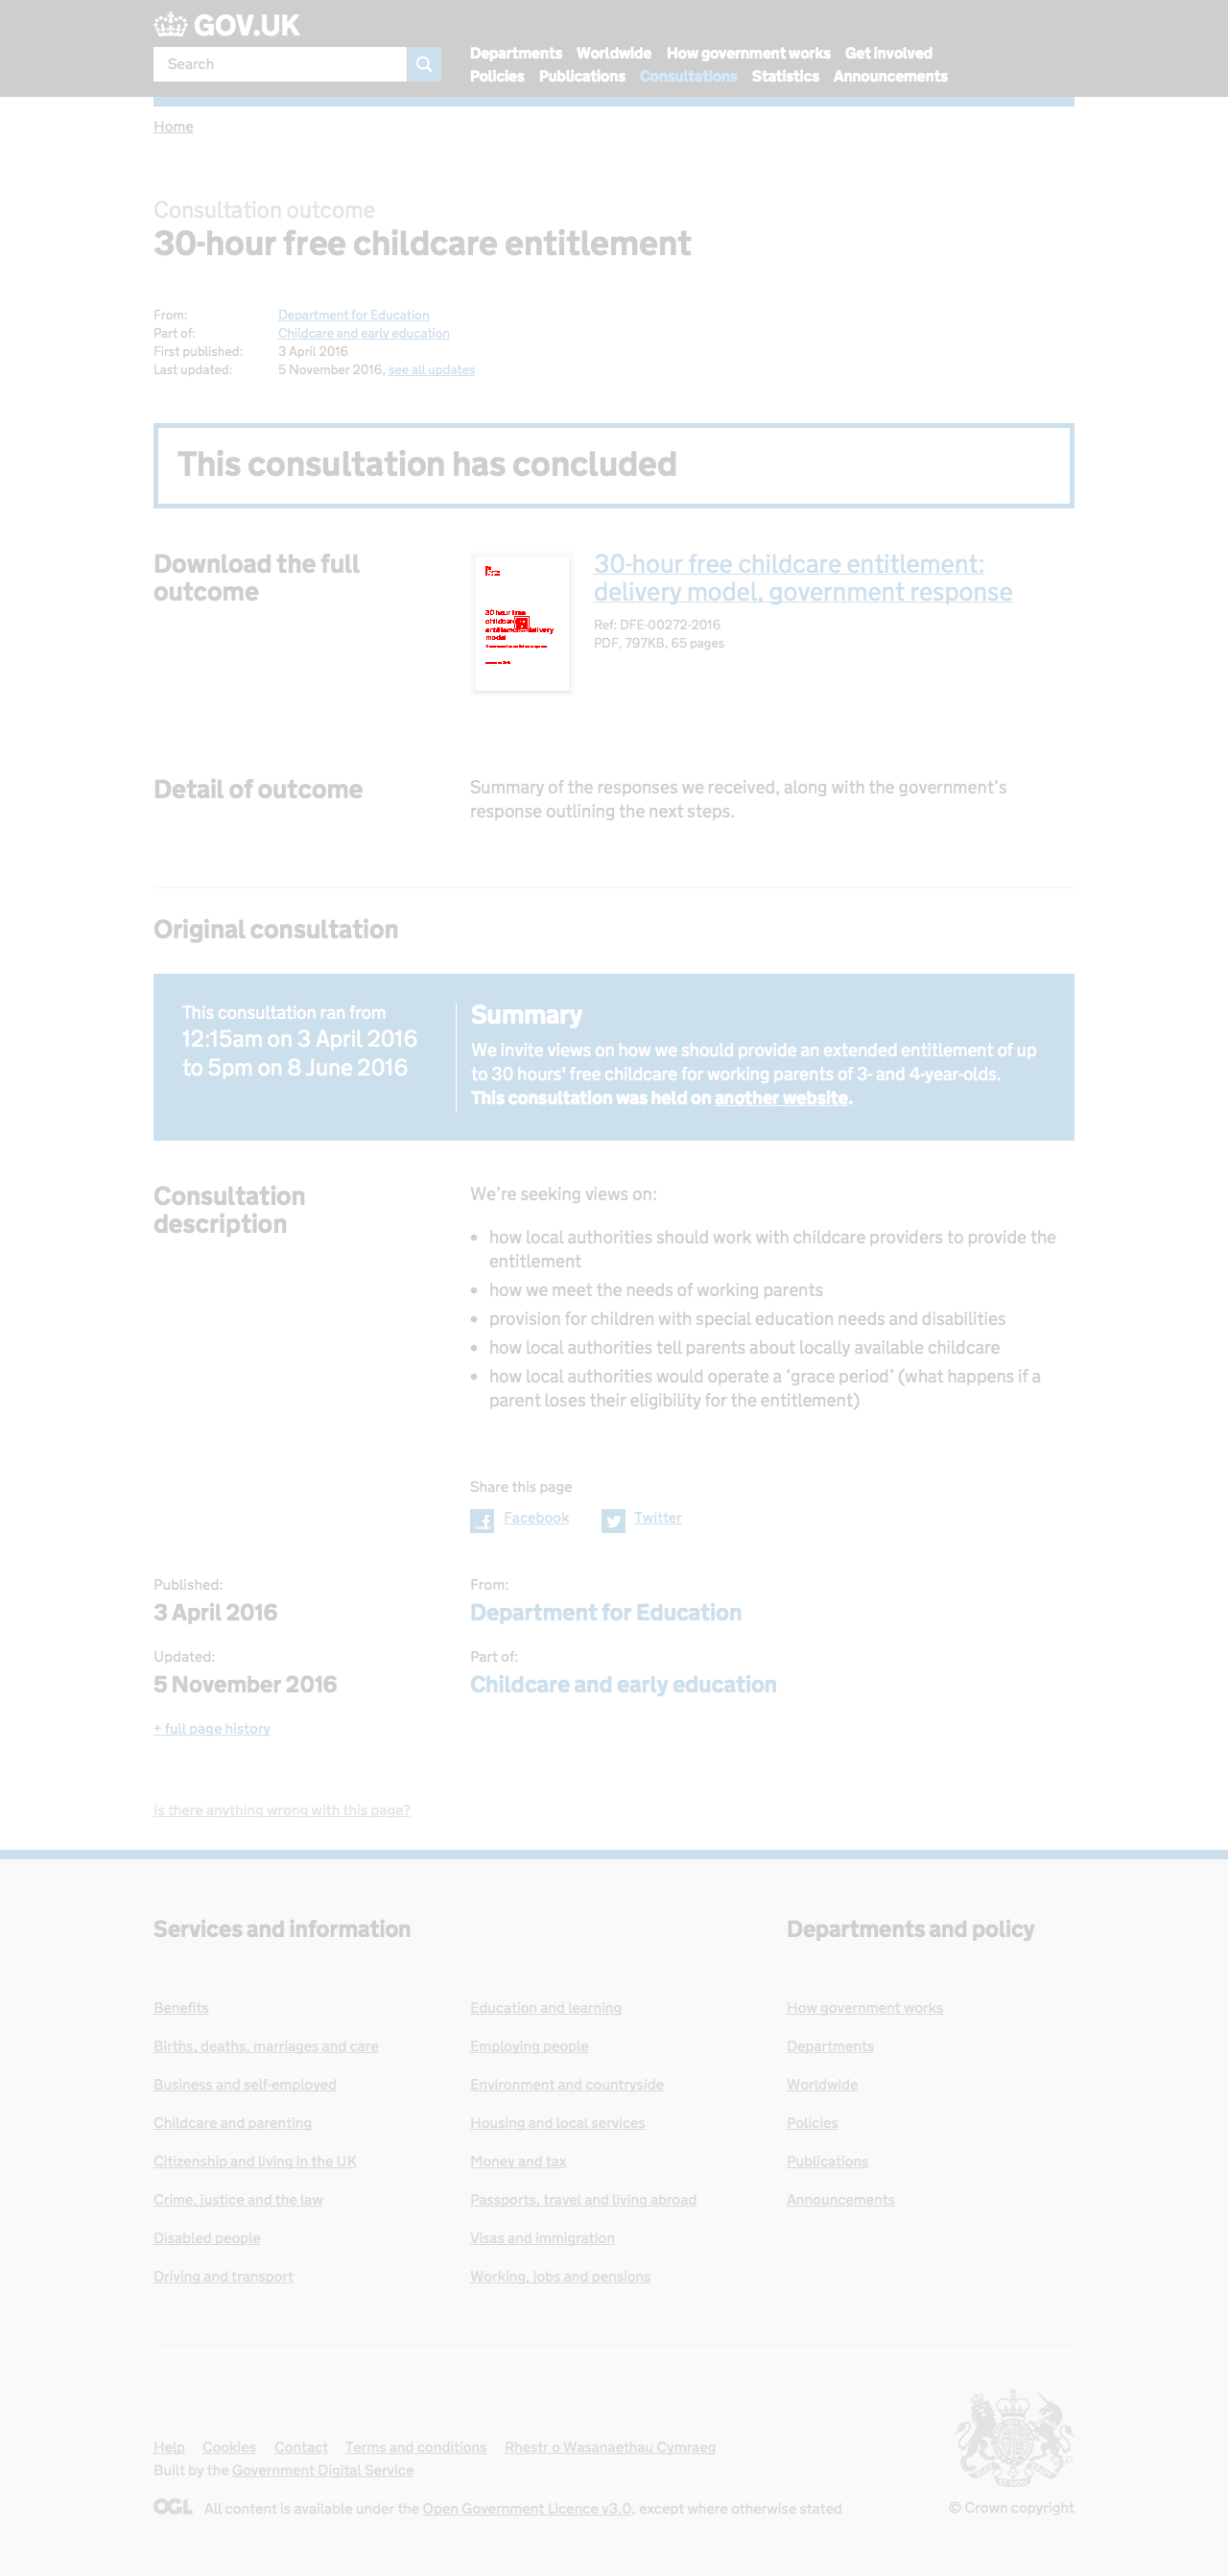 GOV.UK
Search
Departments Worldwide How government works Get involved
Policies Publications Consultations Statistics Announcements
Home
Consultation outcome
30-hour free childcare entitlement
From: Department for Education
Part of: Childcare and early education
First published: 3 April 2016
Last updated: 5 November 2016, see all updates
This consultation has concluded
Download the full
outcome
30 hour free
childcare
entitlement: delivery
model
30-hour free childcare entitlement:
delivery model, government response
Ref: DFE-00272-2016
PDF, 797KB, 65 pages
Detail of outcome
Summary of the responses we received, along with the government's
response outlining the next steps.
Original consultation
This consultation ran from
12:15am on 3 April 2016
to 5pm on 8 June 2016
Summary
We invite views on how we should provide an extended entitlement of up
to 30 hours' free childcare for working parents of 3- and 4-year-olds.
This consultation was held on another website.
Consultation
description
We're seeking views on:
• how local authorities should work with childcare providers to provide the
entitlement
• how we meet the needs of working parents
• provision for children with special education needs and disabilities
• how local authorities tell parents about locally available childcare
• how local authorities would operate a ‘grace period’ (what happens if a
parent loses their eligibility for the entitlement)
Share this page
Facebook Twitter
Published:
3 April 2016
Updated:
5 November 2016
+ full page history
From:
Department for Education
Part of:
Childcare and early education
Is there anything wrong with this page?
Services and information
Benefits
Births, deaths, marriages and care
Business and self-employed
Childcare and parenting
Citizenship and living in the UK
Crime, justice and the law
Disabled people
Driving and transport
Education and learning
Employing people
Environment and countryside
Housing and local services
Money and tax
Passports, travel and living abroad
Visas and immigration
Working, jobs and pensions
Departments and policy
How government works
Departments
Worldwide
Policies
Publications
Announcements
Help Cookies Contact Terms and conditions Rhestr o Wasanaethau Cymraeg
Built by the Government Digital Service
OGL All content is available under the Open Government Licence v3.0, except where otherwise stated
© Crown copyright